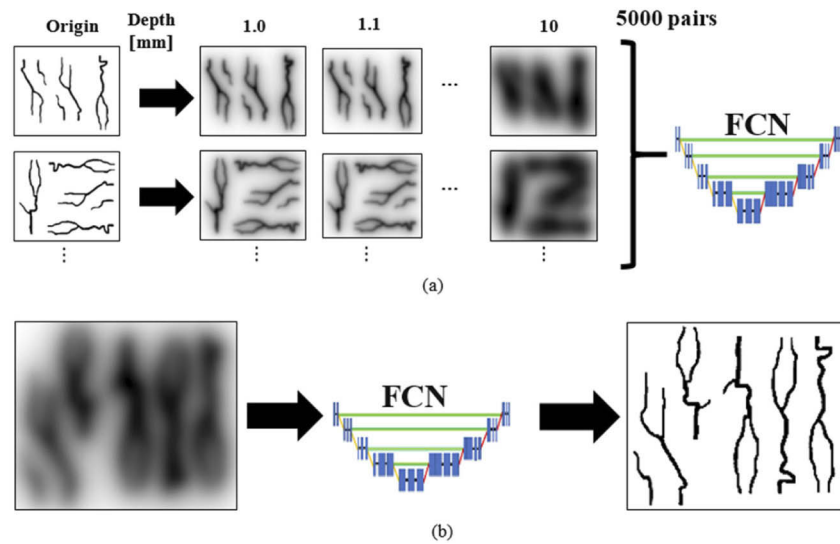 Origin
Depth
[mm]
1.0
1.1
10
5000 pairs
...
...
FCN
⋮
⋮
⋮
⋮
(a)
FCN
(b)